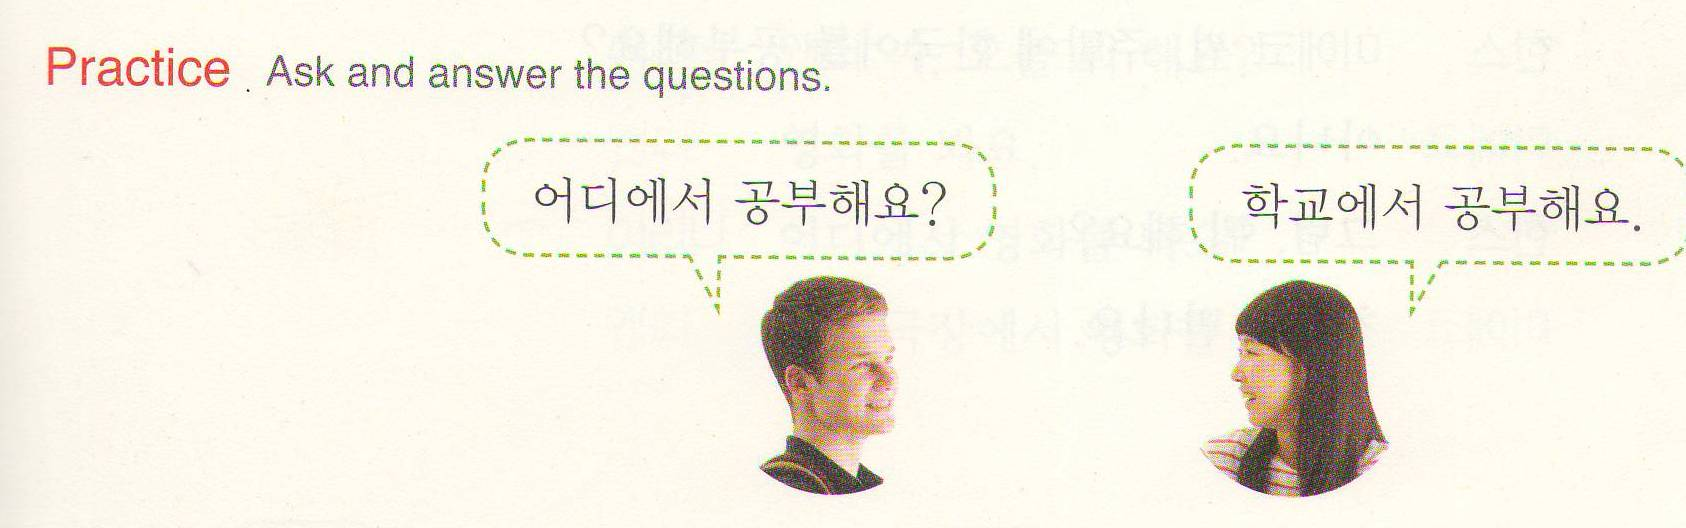 Practice Ask and answer the questions.
어디에서 공부해요?
학교에서 공부해요.